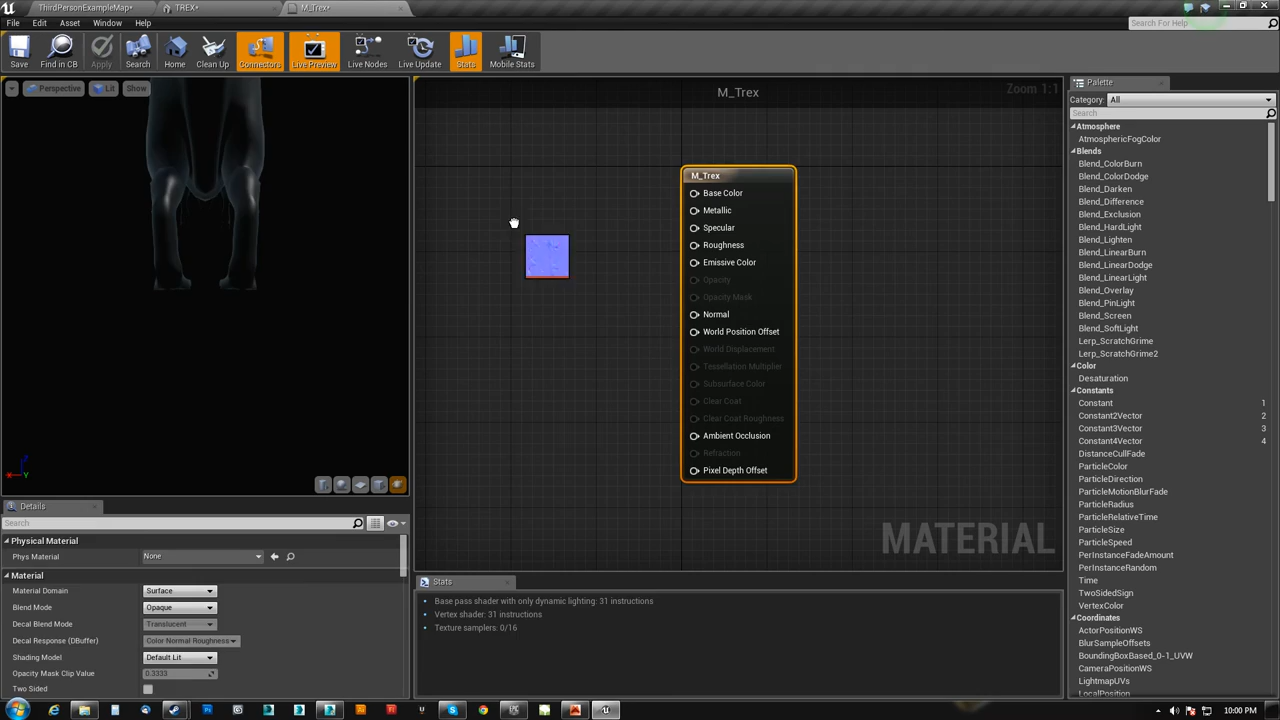 ThirdPersonExampleMap*
TREX*
M_Trex*
File
Edit
Asset
Window
Help
Search For Help
Save
Find in CB
Apply
Search
Home
Clean Up
Connectors
Live Preview
Live Nodes
Live Update
Stats
Mobile Stats
Perspective
Lit
Show
M_Trex
Zoom 1:1
M_Trex
Base Color
Metallic
Specular
Roughness
Emissive Color
Opacity
Opacity Mask
Normal
World Position Offset
World Displacement
Tessellation Multiplier
Subsurface Color
Clear Coat
Clear Coat Roughness
Ambient Occlusion
Refraction
Pixel Depth Offset
MATERIAL
Z
X
Y
Details
Search
Physical Material
Phys Material None
Material
Material Domain Surface
Blend Mode Opaque
Decal Blend Mode Translucent
Decal Response (DBuffer) Color Normal Roughness
Shading Model Default Lit
Opacity Mask Clip Value 0.3333
Two Sided
Stats
Base pass shader with only dynamic lighting: 31 instructions
Vertex shader: 31 instructions
Texture samplers: 0/16
Palette
Category: All
Search
Atmosphere
AtmosphericFogColor
Blends
Blend_ColorBurn
Blend_ColorDodge
Blend_Darken
Blend_Difference
Blend_Exclusion
Blend_HardLight
Blend_Lighten
Blend_LinearBurn
Blend_LinearDodge
Blend_LinearLight
Blend_Overlay
Blend_PinLight
Blend_Screen
Blend_SoftLight
Lerp_ScratchGrime
Lerp_ScratchGrime2
Color
Desaturation
Constants
Constant 1
Constant2Vector 2
Constant3Vector 3
Constant4Vector 4
DistanceCullFade
ParticleColor
ParticleDirection
ParticleMotionBlurFade
ParticleRadius
ParticleRelativeTime
ParticleSize
ParticleSpeed
PerInstanceFadeAmount
PerInstanceRandom
Time
TwoSidedSign
VertexColor
Coordinates
ActorPositionWS
BlurSampleOffsets
BoundingBoxBased_0-1_UVW
CameraPositionWS
LightmapUVs
LocalPosition
10:00 PM